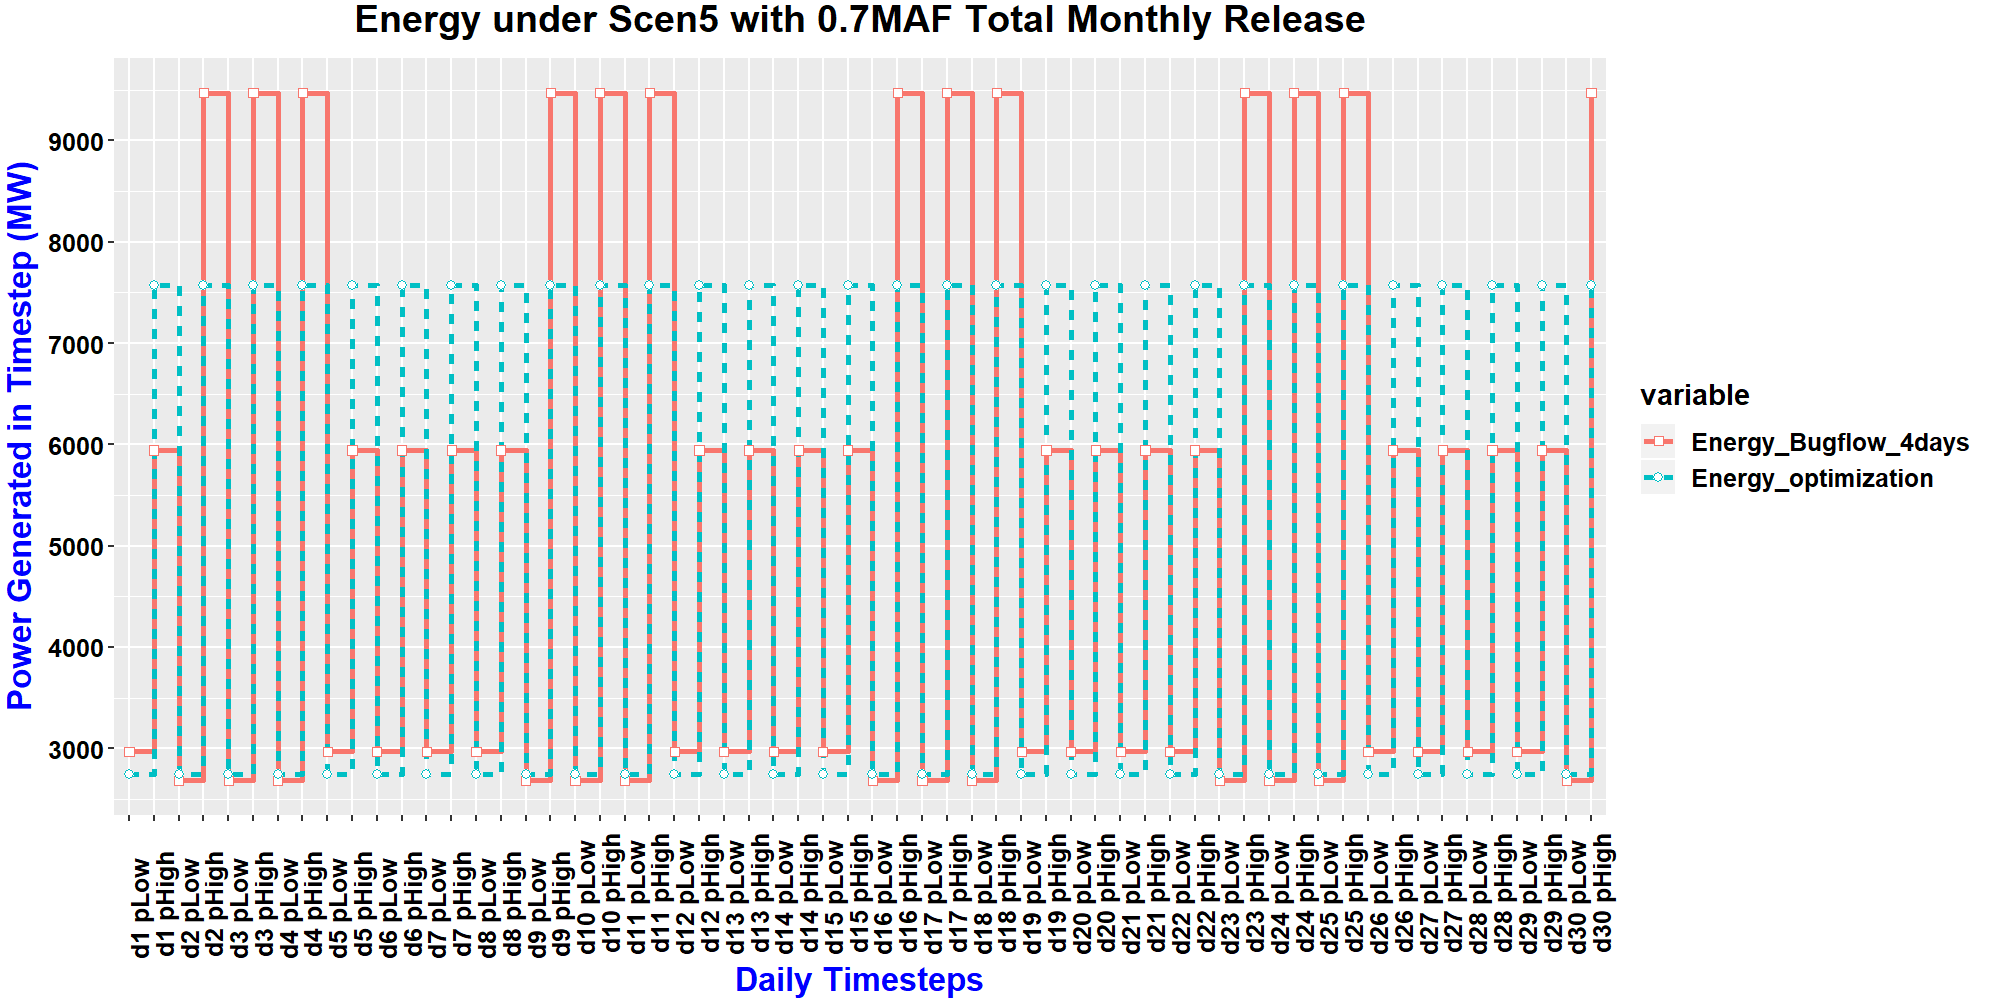 Energy under Scen5 with 0.7MAF Total Monthly Release
Power Generated in Timestep (MW)
9000
8000
7000
6000
5000
4000
3000
d1 pLow
d1 pHigh
d2 pLow
d2 pHigh
d3 pLow
d3 pHigh
d4 pLow
d4 pHigh
d5 pLow
d5 pHigh
d6 pLow
d6 pHigh
d7 pLow
d7 pHigh
d8 pLow
d8 pHigh
d9 pLow
d9 pHigh
d10 pLow
d10 pHigh
d11 pLow
d11 pHigh
d12 pLow
d12 pHigh
d13 pLow
d13 pHigh
d14 pLow
d14 pHigh
d15 pLow
d15 pHigh
d16 pLow
d16 pHigh
d17 pLow
d17 pHigh
d18 pLow
d18 pHigh
d19 pLow
d19 pHigh
d20 pLow
d20 pHigh
d21 pLow
d21 pHigh
d22 pLow
d22 pHigh
d23 pLow
d23 pHigh
d24 pLow
d24 pHigh
d25 pLow
d25 pHigh
d26 pLow
d26 pHigh
d27 pLow
d27 pHigh
d28 pLow
d28 pHigh
d29 pLow
d29 pHigh
d30 pLow
d30 pHigh
Daily Timesteps
variable
Energy_Bugflow_4days
Energy_optimization